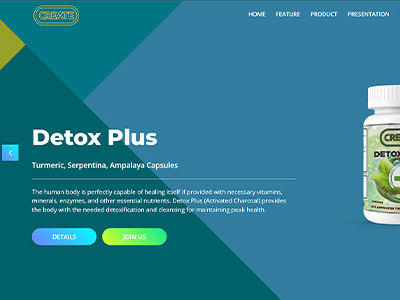 CREATE
HOME FEATURE PRODUCT PRESENTATION
Detox Plus
Turmeric, Serpentina, Ampalaya Capsules
The human body is perfectly capable of healing itself if provided with necessary vitamins,
minerals, enzymes, and other essential nutrients. Detox Plus (Activated Charcoal) provides
the body with the needed detoxification and cleansing for maintaining peak health.
DETAILS JOIN US
CRE
DETOX